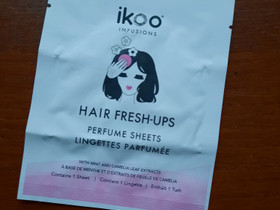 ikoo
INFUSIONS
HAIR FRESH-UPS
PERFUME SHEETS
LINGETTES PARFUMÉE
WITH MINT AND CAMELIA LEAF EXTRACTS
À BASE DE MENTHE ET D'EXTRAITS DE FEUILLE DE CAMELIA
Contains 1 Sheet | Contient 1 Lingette | Enthält 1 Tuch